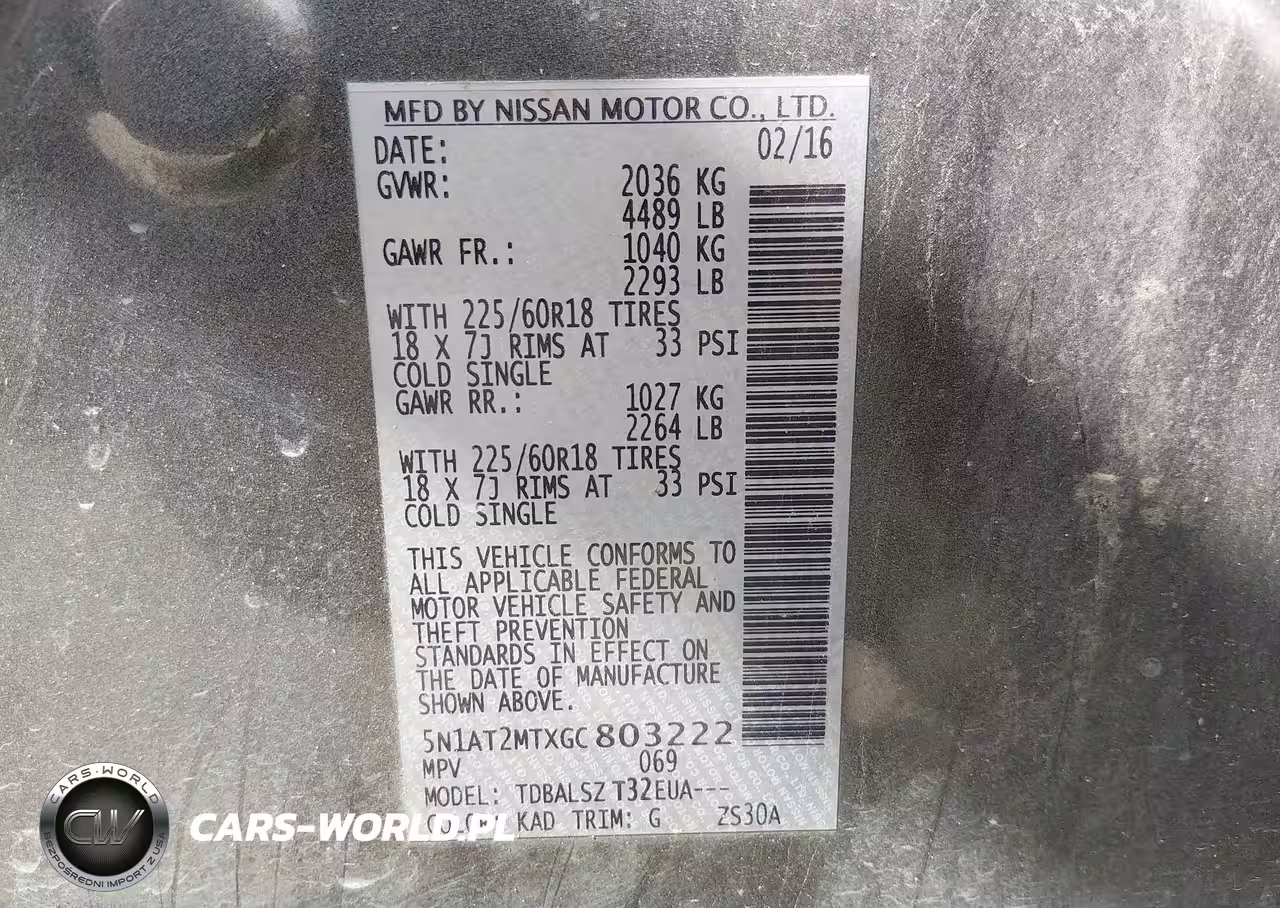 MFD BY NISSAN MOTOR CO., LTD.
DATE: 02/16
GVWR: 2036 KG
4489 LB
GAWR FR.: 1040 KG
2293 LB
WITH 225/60R18 TIRES
18 X 7J RIMS AT 33 PSI
COLD SINGLE
GAWR RR.: 1027 KG
2264 LB
WITH 225/60R18 TIRES
18 X 7J RIMS AT 33 PSI
COLD SINGLE
THIS VEHICLE CONFORMS TO
ALL APPLICABLE FEDERAL
MOTOR VEHICLE SAFETY AND
THEFT PREVENTION
STANDARDS IN EFFECT ON
THE DATE OF MANUFACTURE
SHOWN ABOVE.
5N1AT2MTXGC803222
MPV 069
MODEL: TDBALSZ T32EUA---
KAD TRIM: G ZS30A
CARS-WORLD.PL
CARS-WORLD
CW
BEZPOŚREDNI IMPORT Z USA